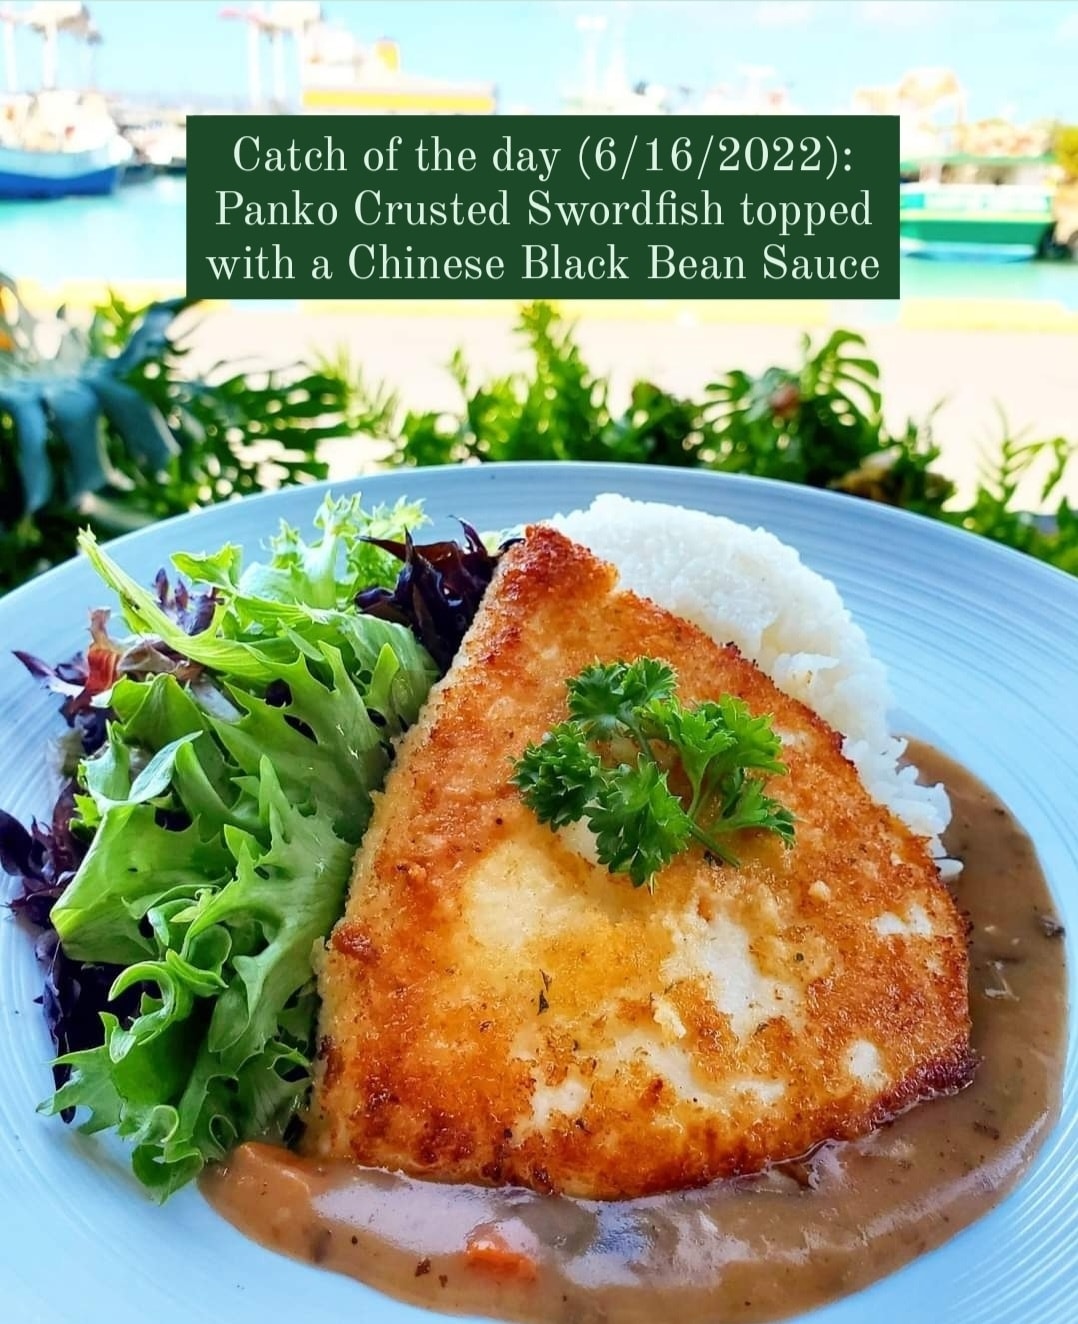 Catch of the day (6/16/2022):
Panko Crusted Swordfish topped
with a Chinese Black Bean Sauce